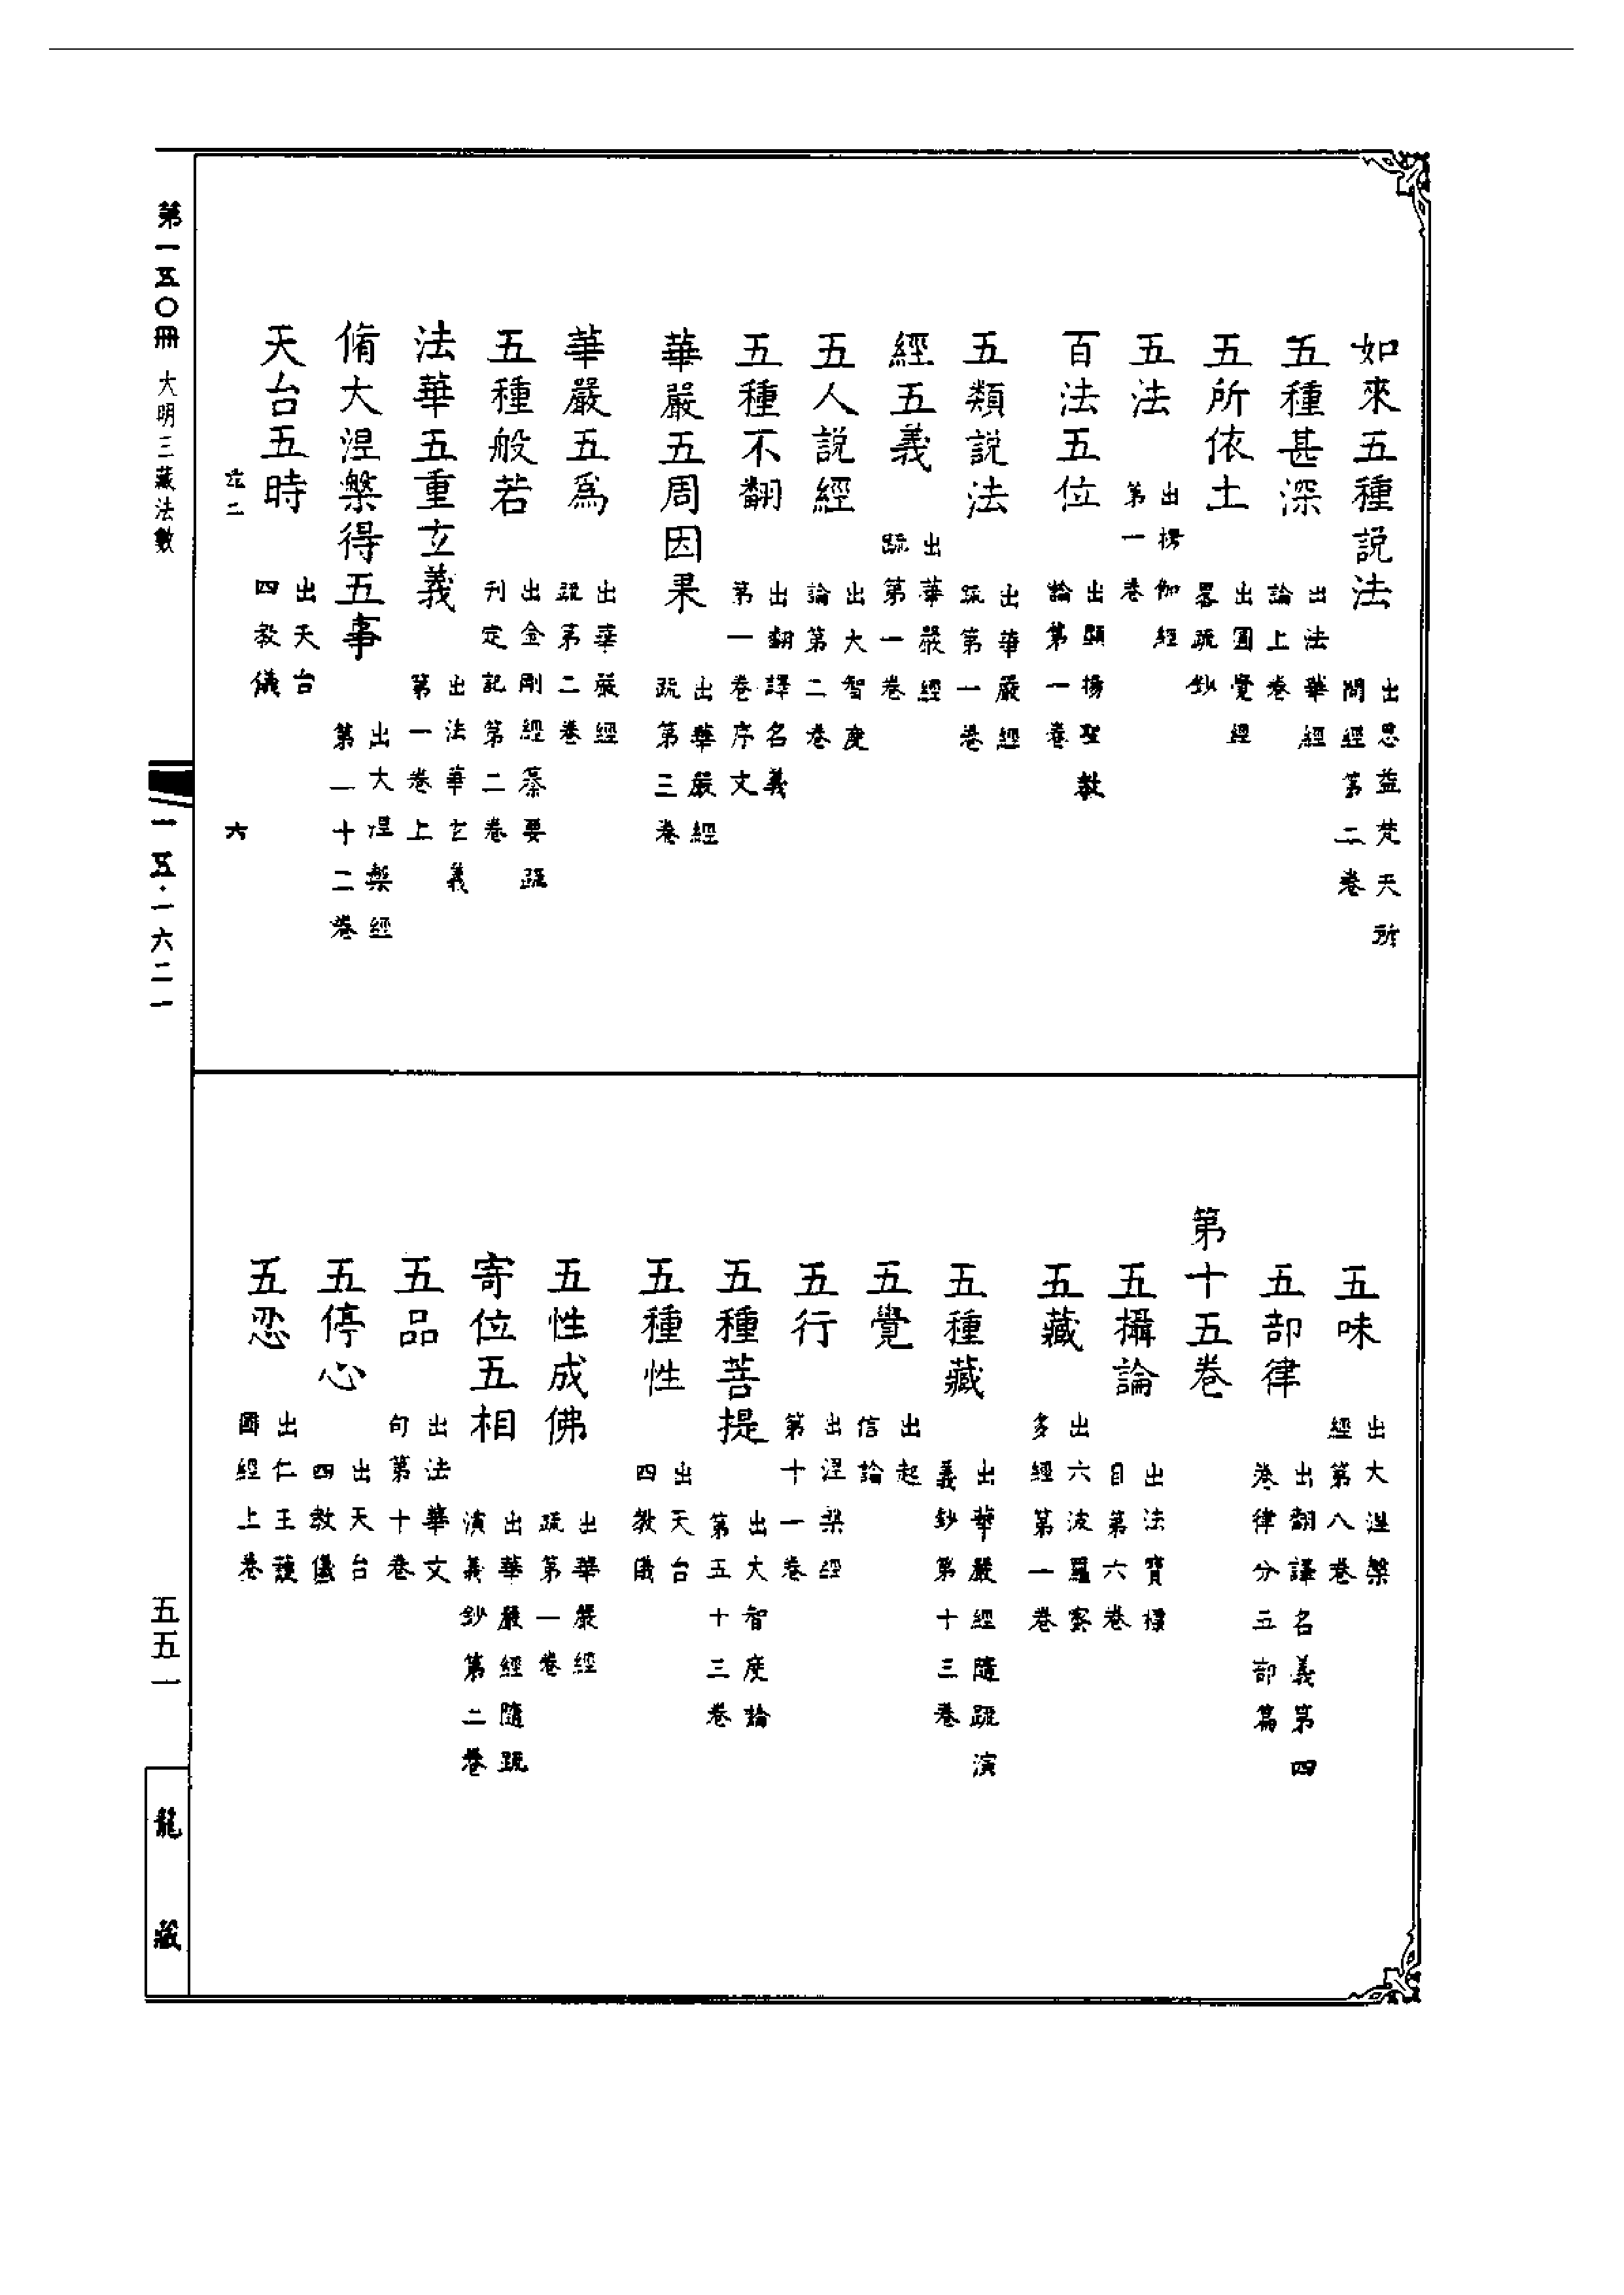 如來五種說法 出思益梵天所問經第二卷
五種甚深 出法華經論上卷
五所依土 出圓覺經畧疏鈔
五法 出楞伽經第一卷
百法五位 出顯揚聖教論第一卷
五類說法 出華嚴經疏第一卷
經五義 出華嚴經疏第一卷
五人說經 出大智度論第二卷
五種不翻 出翻譯名義第一卷序文
華嚴五周因果 出華嚴經疏第三卷
華嚴五為 出華嚴經疏第二卷
五種般若 出金剛經纂要疏刊定記第二卷
法華五重立義 出法華玄義第一卷上
脩大涅槃得五事 出大涅槃經第二十二卷
天台五時 出天台四教儀
六
五味 出大涅槃經第八卷
五部律 出翻譯名義第四卷律分五部篇
第十五卷
五攝論 出法寶標目第六卷
五藏 出六波羅蜜多經第一卷
五種藏 出華嚴經隨疏演義鈔第十三卷
五覺 出起信論
五行 出涅槃經第十一卷
五種菩提 出大智度論第五十三卷
五種性 出天台四教儀
五性成佛 出華嚴經疏第一卷
寄位五相 出華嚴經隨疏演義鈔第二卷
五品 出法華文句第十卷
五停心 出天台四教儀
五忍 出仁王護國經上卷
第一五〇冊 大明三藏法數
一五·一六二一
五五一
龍藏